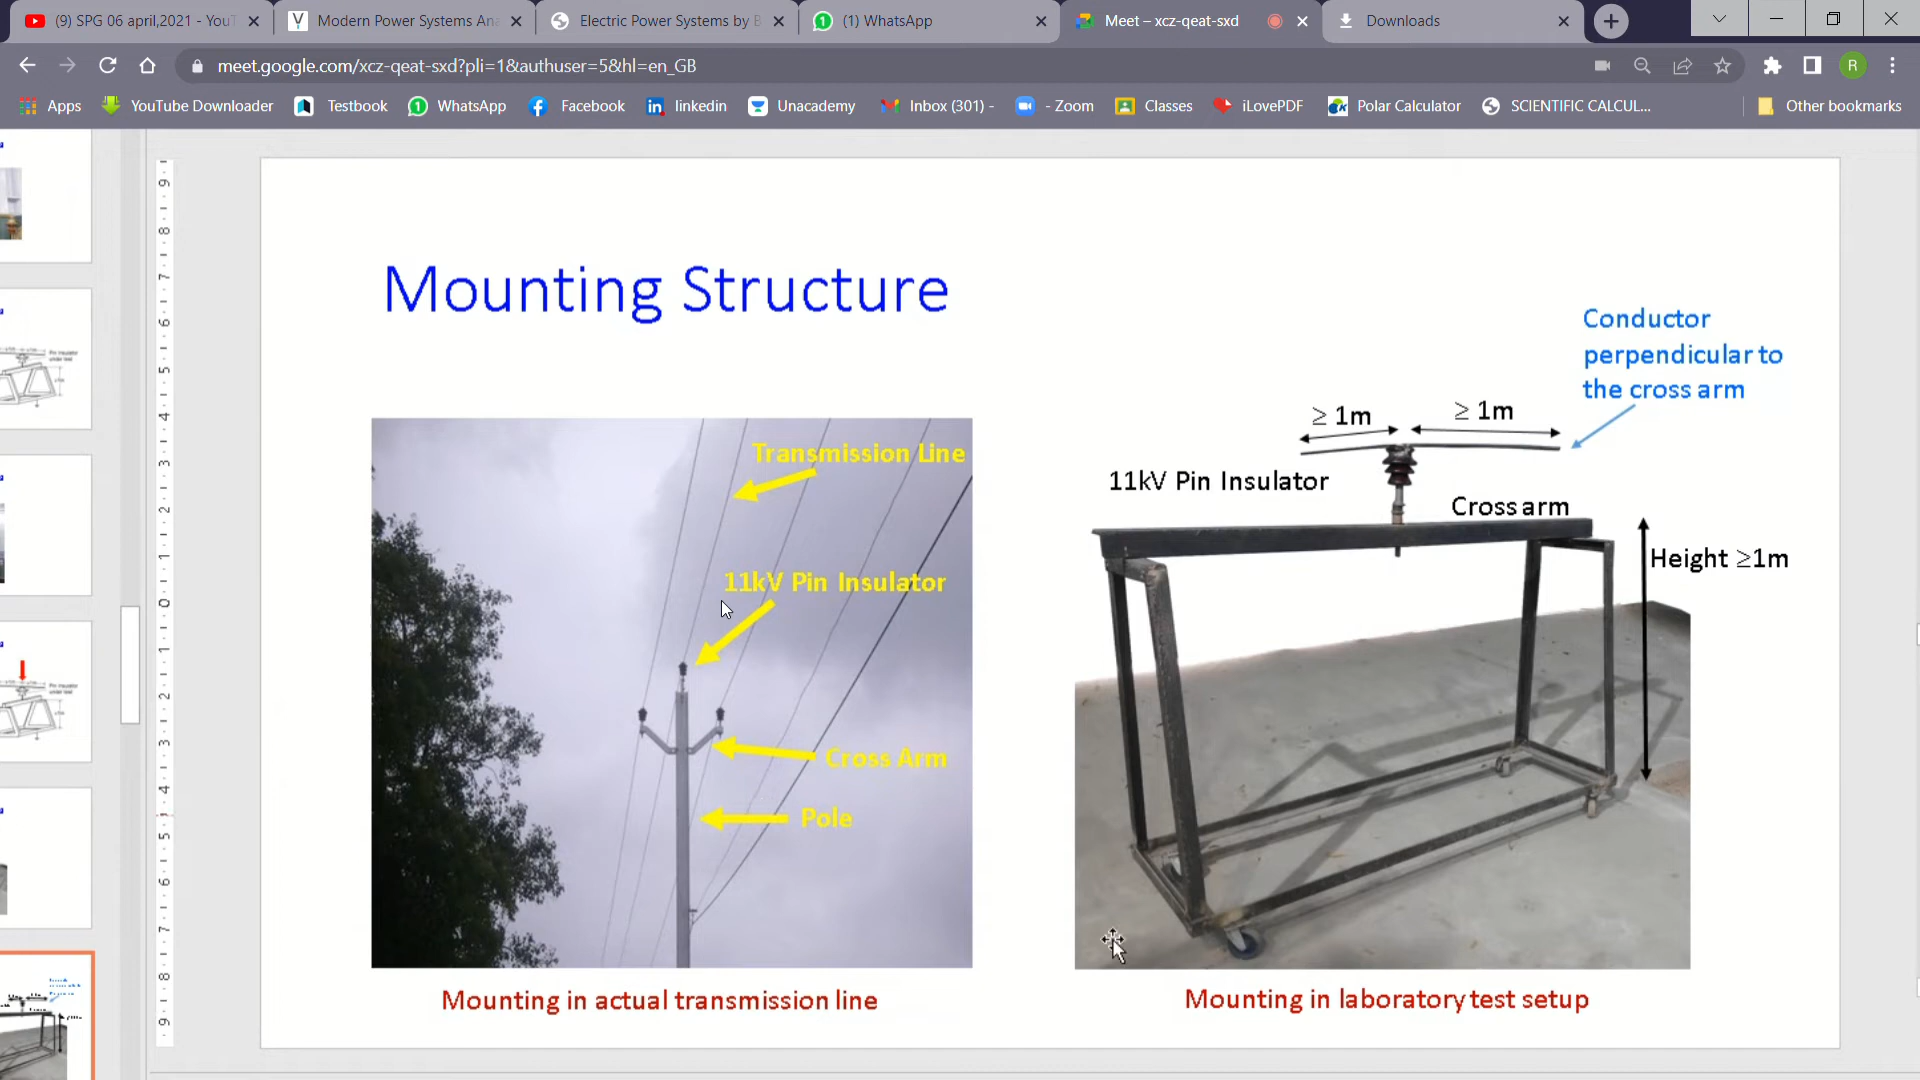 (9) SPG 06 april,2021 - YouT
Modern Power Systems Ana
Electric Power Systems by B
(1) WhatsApp
Meet – xcz-qeat-sxd
Downloads
meet.google.com/xcz-qeat-sxd?pli=1&authuser=5&hl=en_GB
R
Apps
YouTube Downloader
Testbook
WhatsApp
Facebook
linkedin
Unacademy
Inbox (301) -
- Zoom
Classes
iLovePDF
Polar Calculator
SCIENTIFIC CALCUL...
Other bookmarks
Mounting Structure
Conductor
perpendicular to
the cross arm
≥ 1m
≥ 1m
11kV Pin Insulator
Cross arm
Height ≥1m
Transmission Line
11kV Pin Insulator
Cross Arm
Pole
Mounting in actual transmission line
Mounting in laboratory test setup